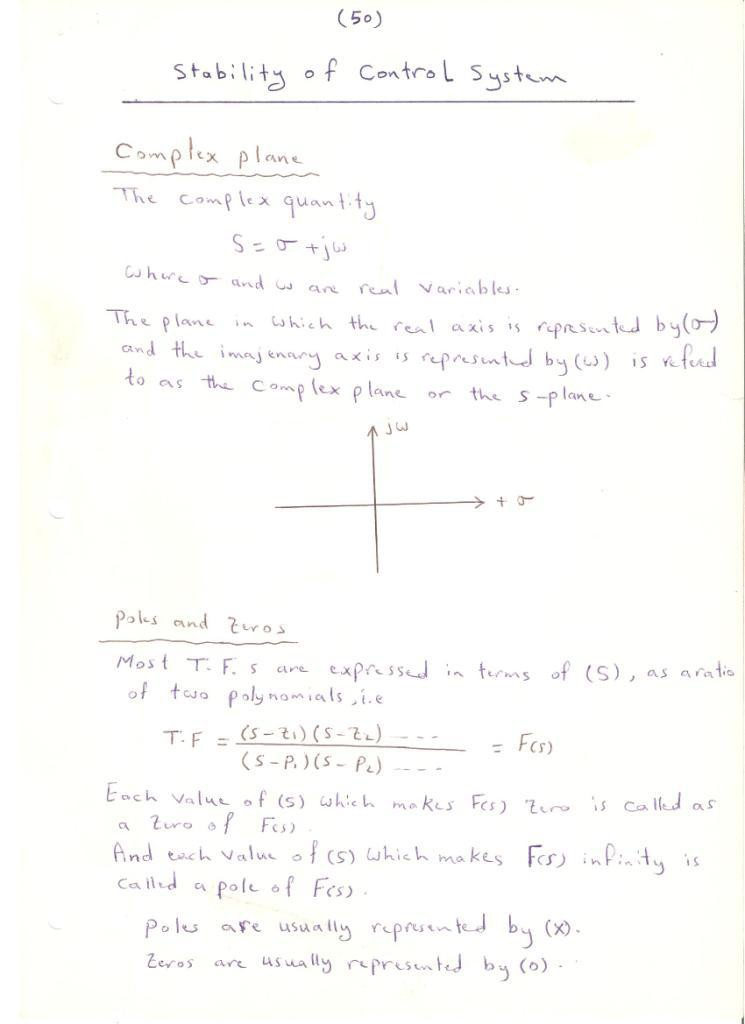 (50)
Stability of Control System
Complex plane
The complex quantity
S = σ + jω
where σ and ω are real variables.
The plane in which the real axis is represented by (σ)
and the imajenary axis is represented by (ω) is refered
to as the complex plane or the s-plane.
jω
+ σ
Poles and Zeros
Most T.F.s are expressed in terms of (S), as a ratio
of two polynomials, i.e
T.F = (S-Z1)(S-Z2) ---- / (S-P1)(S-P2) ---- = F(s)
Each value of (s) which makes F(s) zero is called as
a zero of F(s).
And each value of (s) which makes F(s) infinity is
called a pole of F(s).
Poles are usually represented by (X).
Zeros are usually represented by (O).